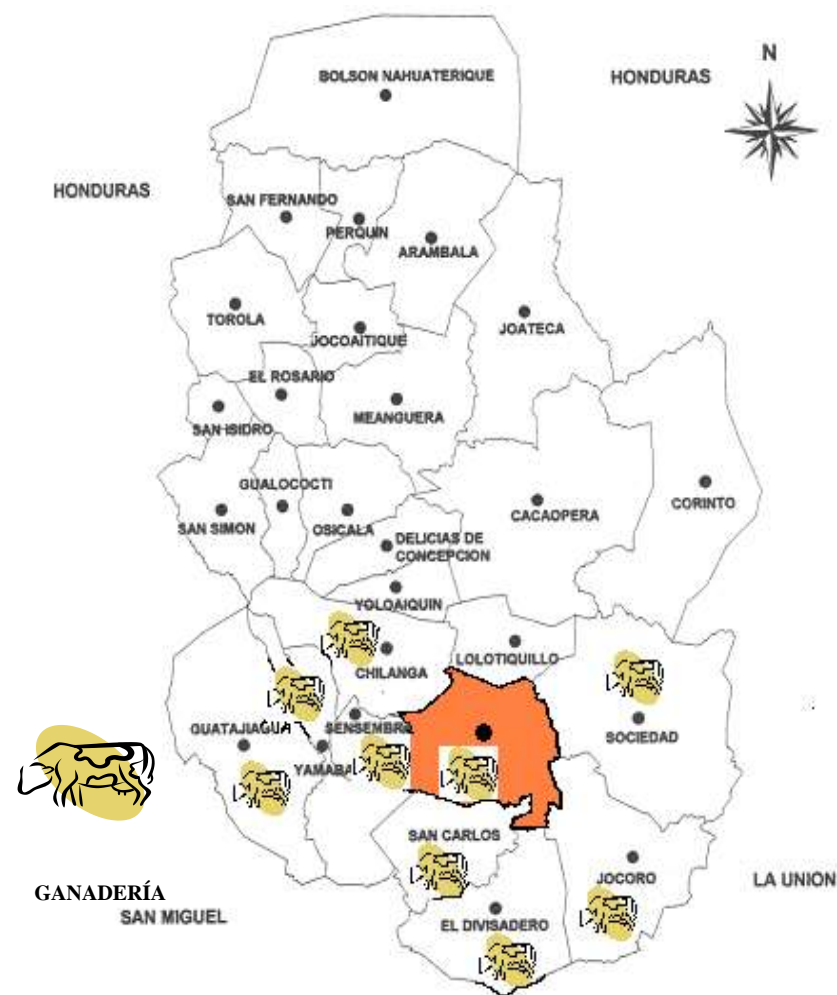 BOLSON NAHUATERIQUE
HONDURAS
N
HONDURAS
SAN FERNANDO
PERQUIN
ARAMBALA
TOROLA
JOCOAITIQUE
JOATECA
EL ROSARIO
MEANGUERA
SAN ISIDRO
GUALOCOCTI
SAN SIMON
OSICALA
CACAOPERA
CORINTO
DELICIAS DE
CONCEPCION
YOLOAIQUIN
CHILANGA
LOLOTIQUILLO
GUATAJIAGUA
SENSEMBRA
SOCIEDAD
YAMABA
SAN CARLOS
JOCORO
LA UNION
GANADERÍA
SAN MIGUEL
EL DIVISADERO